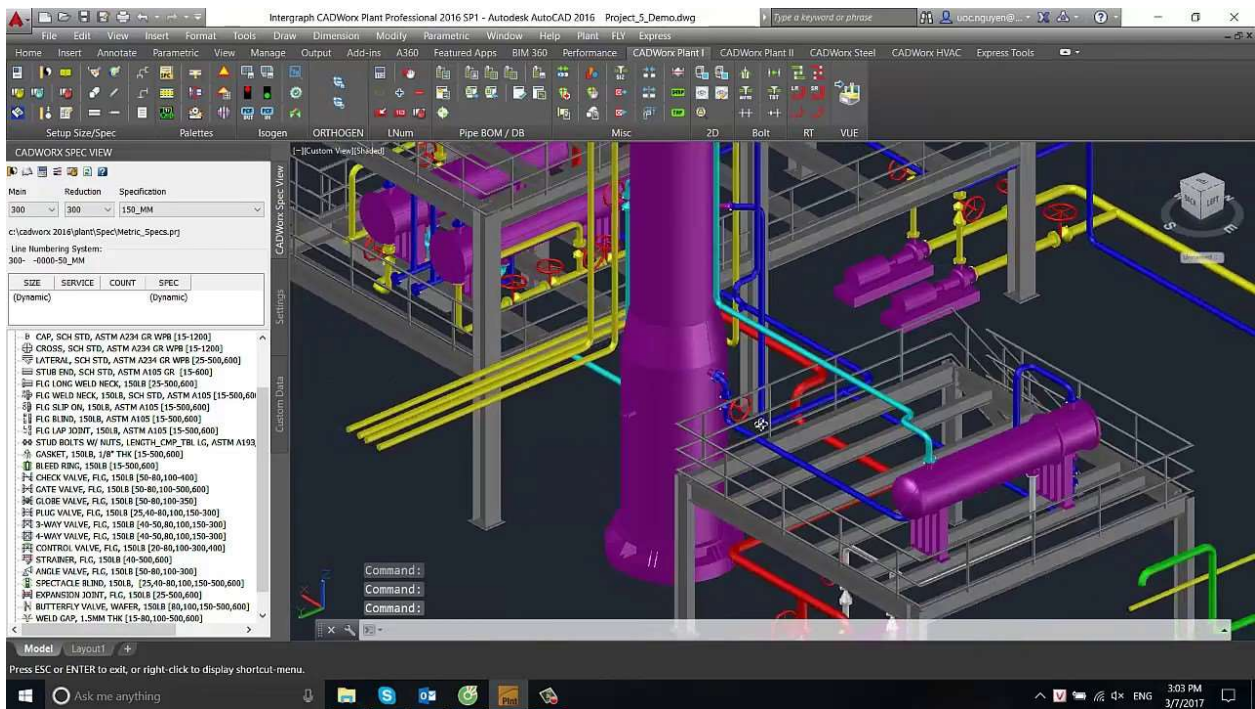 Intergraph CADWorx Plant Professional 2016 SP1 - Autodesk AutoCAD 2016 Project_5_Demo.dwg
Type a keyword or phrase
uoc.nguyen@...
File Edit View Insert Format Tools Draw Dimension Modify Parametric Window Help Plant FLY Express
Home Insert Annotate Parametric View Manage Output Add-ins A360 Featured Apps BIM 360 Performance CADWorx Plant I CADWorx Plant II CADWorx Steel CADWorx HVAC Express Tools
Setup Size/Spec Palettes Isogen ORTHOGEN LNum Pipe BOM / DB Misc 2D Bolt RT VUE
CADWORX SPEC VIEW
[-][Custom View][Shaded]
Main Reduction Specification
300 300 150_MM
c:\cadworx 2016\plant\Spec\Metric_Specs.prj
Line Numbering System:
300- -0000-50_MM
SIZE SERVICE COUNT SPEC
(Dynamic) (Dynamic)
CAP, SCH STD, ASTM A234 GR WPB [15-1200]
CROSS, SCH STD, ASTM A234 GR WPB [15-1200]
LATERAL, SCH STD, ASTM A234 GR WPB [25-500,600]
STUB END, SCH STD, ASTM A105 GR [15-600]
FLG LONG WELD NECK, 150LB [25-500,600]
FLG WELD NECK, 150LB, SCH STD, ASTM A105 [15-500,60
FLG SLIP ON, 150LB, ASTM A105 [15-500,600]
FLG BLIND, 150LB, ASTM A105 [15-500,600]
FLG LAP JOINT, 150LB, ASTM A105 [15-500,600]
STUD BOLTS W/ NUTS, LENGTH_CMP_TBL LG, ASTM A193,
GASKET, 150LB, 1/8" THK [15-500,600]
BLEED RING, 150LB [15-500,600]
CHECK VALVE, FLG, 150LB [50-80,100-400]
GATE VALVE, FLG, 150LB [50-80,100-500,600]
GLOBE VALVE, FLG, 150LB [50-80,100-350]
PLUG VALVE, FLG, 150LB [25,40-80,100,150-300]
3-WAY VALVE, FLG, 150LB [40-50,80,100,150-300]
4-WAY VALVE, FLG, 150LB [40-50,80,100,150-300]
CONTROL VALVE, FLG, 150LB [20-80,100-300,400]
STRAINER, FLG, 150LB [40-500,600]
ANGLE VALVE, FLG, 150LB [50-80,100-300]
SPECTACLE BLIND, 150LB, [25,40-80,100,150-500,600]
EXPANSION JOINT, FLG, 150LB [25-500,600]
BUTTERFLY VALVE, WAFER, 150LB [80,100,150-500,600]
WELD GAP, 1.5MM THK [15-80,100-500,600]
CADWorx Spec View
Settings
Custom Data
BACK LEFT
S
E
Z
Command:
Command:
Command:
Model Layout1 +
Press ESC or ENTER to exit, or right-click to display shortcut-menu.
Ask me anything
Plnt
ENG
3:03 PM
3/7/2017